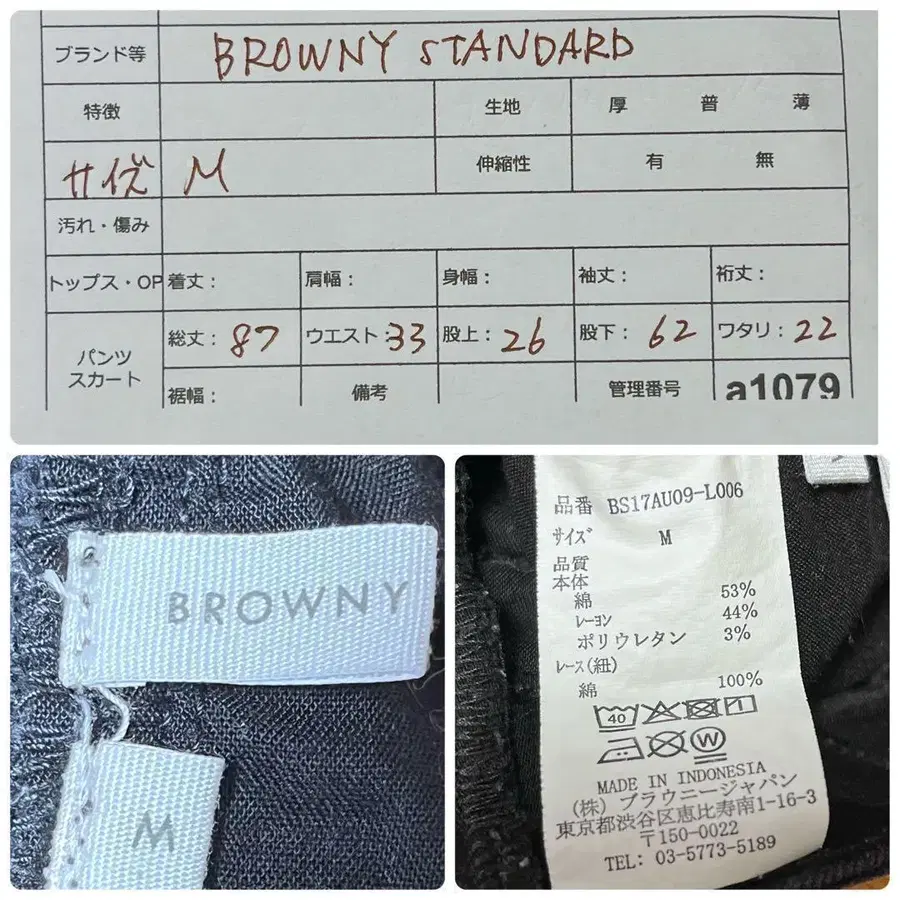 ブランド等 BROWNY STANDARD
特徴 生地 厚 普 薄
サイズ M 伸縮性 有 無
汚れ・傷み
トップス・OP 着丈： 肩幅： 身幅： 袖丈： 裄丈：
パンツ
スカート
総丈：87 ウエスト：33 股上：26 股下：62 ワタリ：22
裾幅： 備考 管理番号 a1079
BROWNY
M
品番 BS17AU09-L006
サイズ M
品質
本体
綿 53%
レーヨン 44%
ポリウレタン 3%
レース(紐)
綿 100%
40
W
MADE IN INDONESIA
(株) ブラウニージャパン
東京都渋谷区恵比寿南1-16-3
〒150-0022
TEL: 03-5773-5189